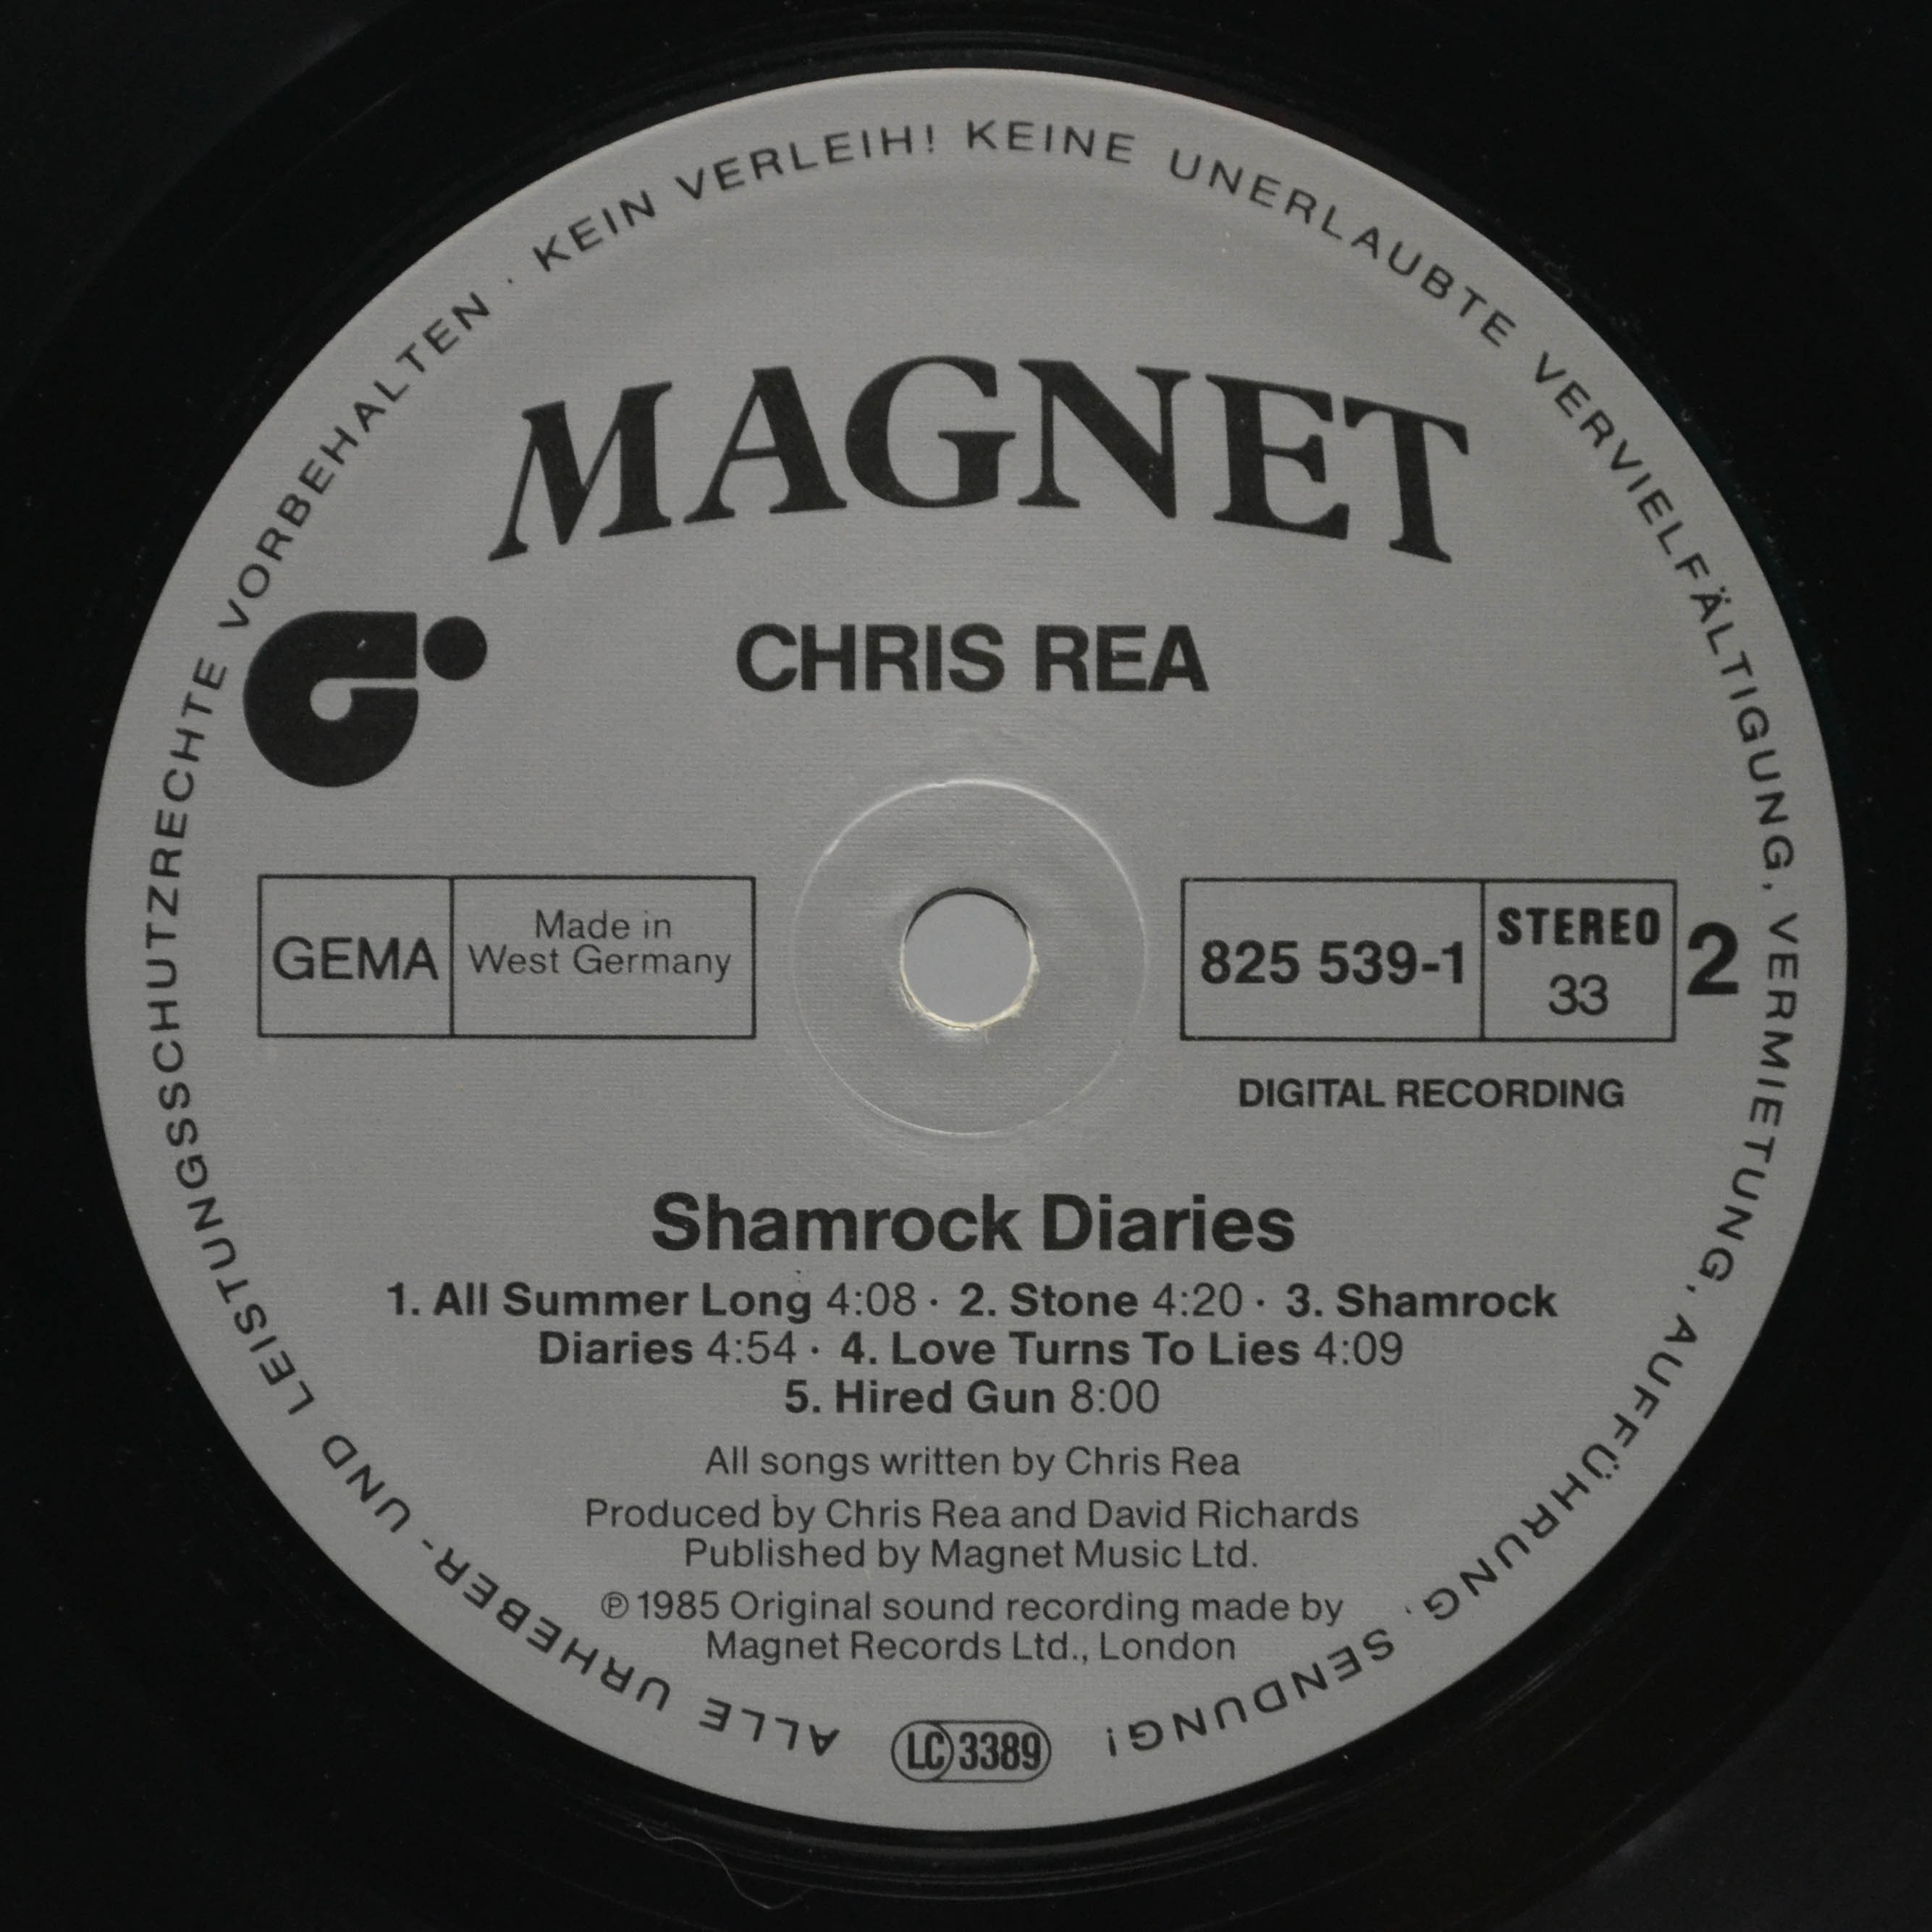 ALLE URHEBER- UND LEISTUNGSSCHUTZRECHTE VORBEHALTEN · KEIN VERLEIH! KEINE UNERLAUBTE VERVIELFÄLTIGUNG, VERMIETUNG, AUFFÜHRUNG, SENDUNG!
MAGNET
CHRIS REA
GEMA
Made in
West Germany
825 539-1
STEREO
33
2
DIGITAL RECORDING
Shamrock Diaries
1. All Summer Long 4:08 · 2. Stone 4:20 · 3. Shamrock
Diaries 4:54 · 4. Love Turns To Lies 4:09
5. Hired Gun 8:00
All songs written by Chris Rea
Produced by Chris Rea and David Richards
Published by Magnet Music Ltd.
℗ 1985 Original sound recording made by
Magnet Records Ltd., London
LC 3389